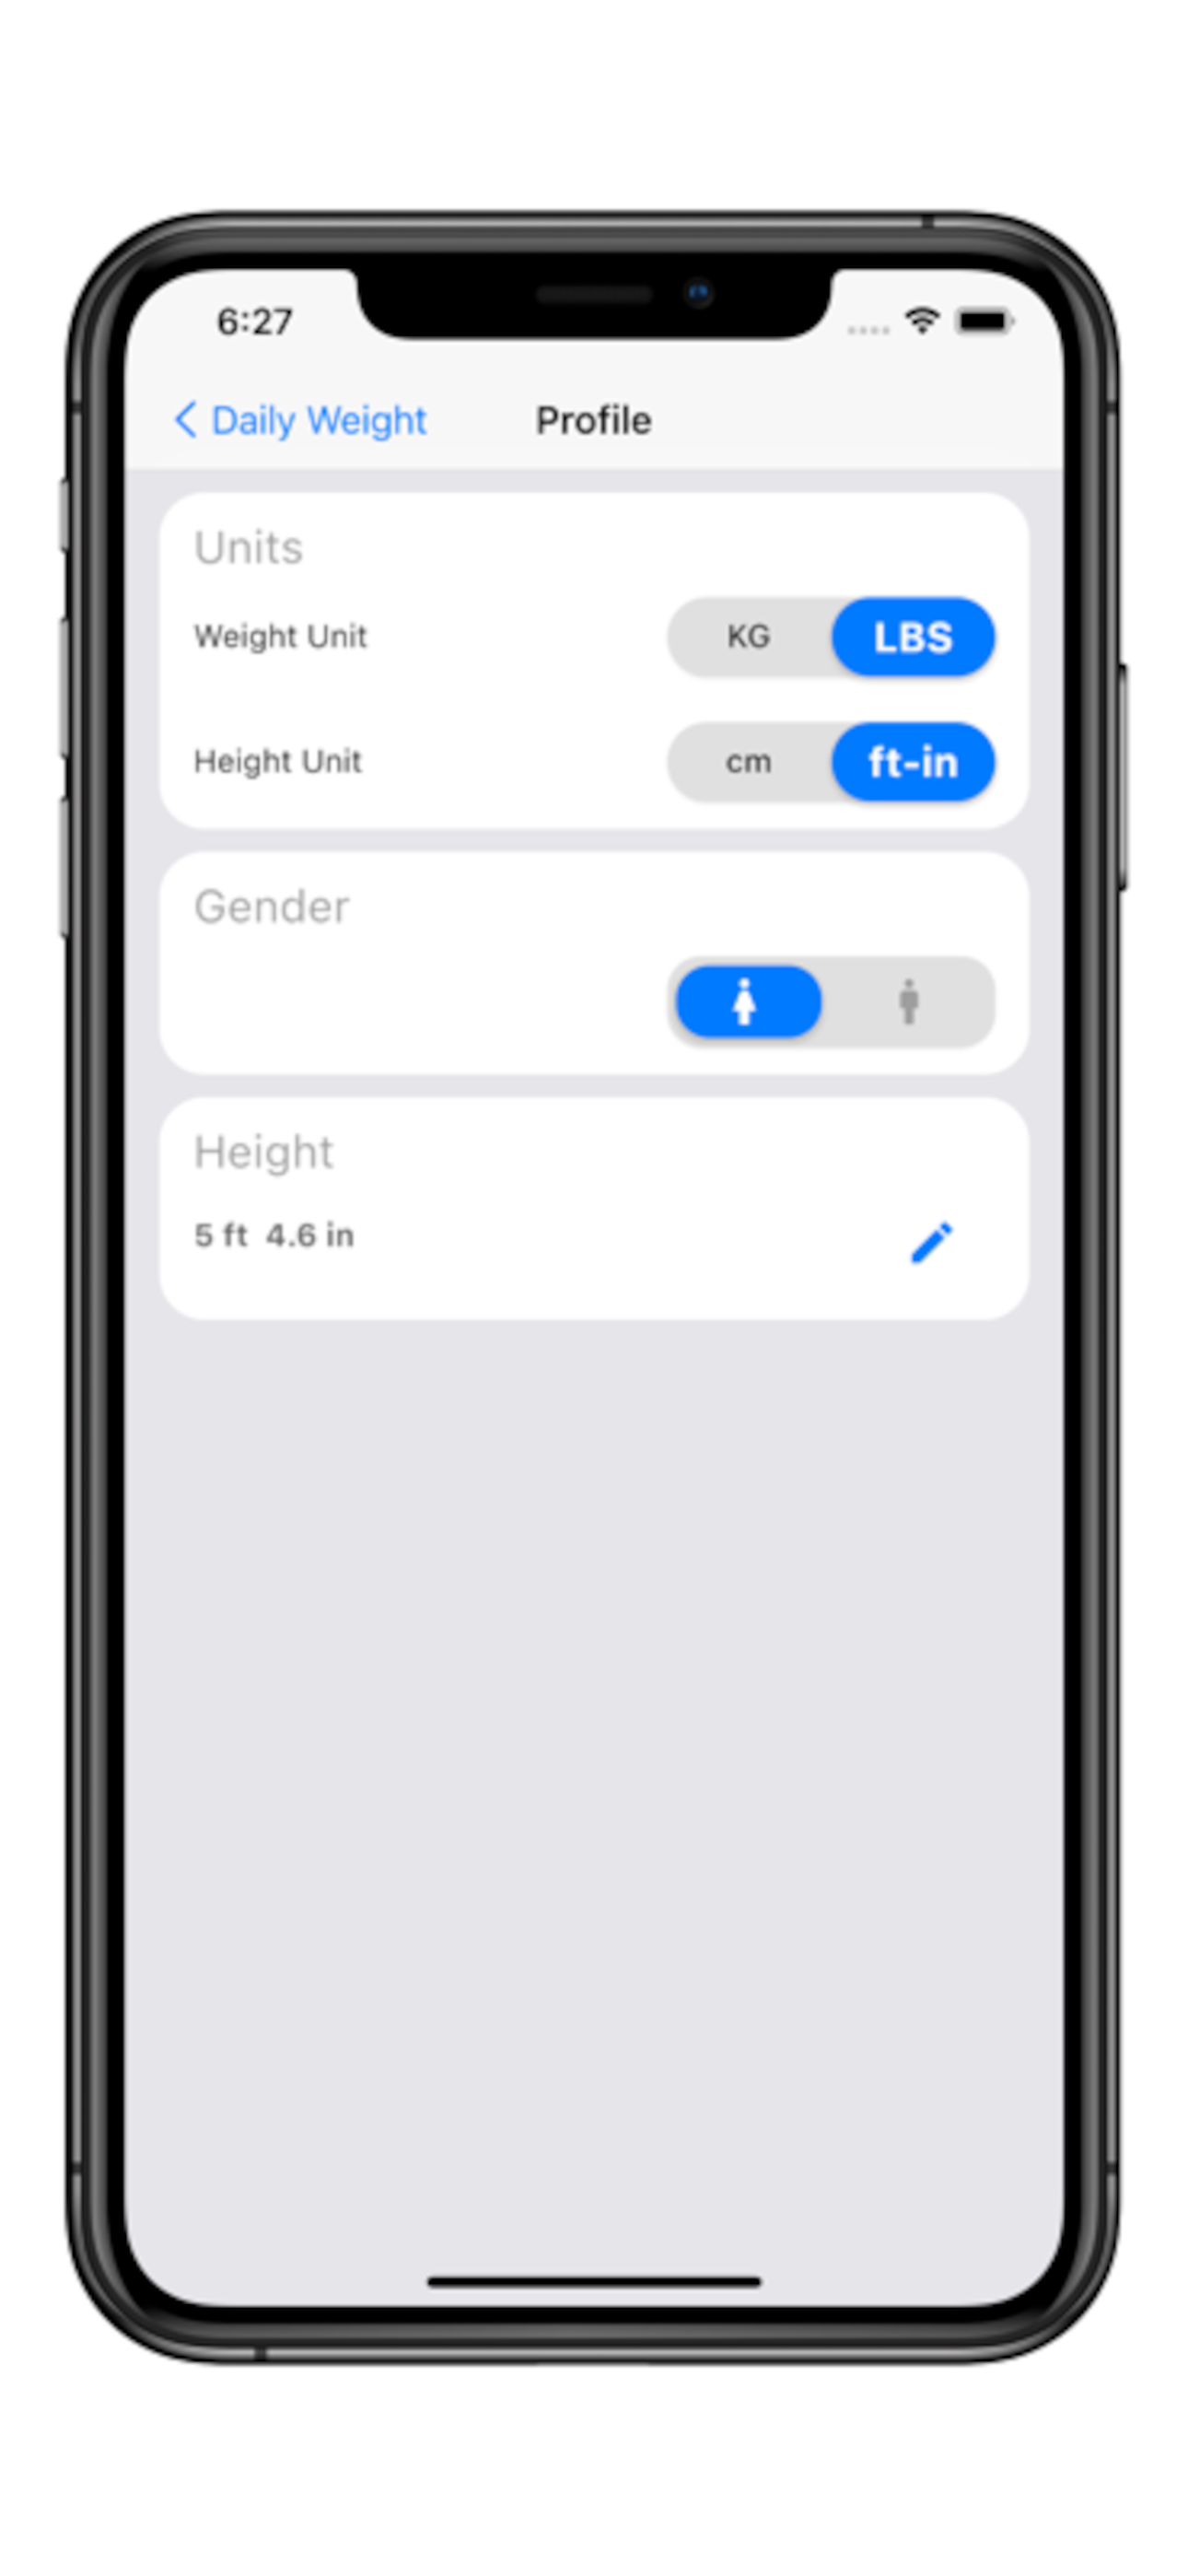 6:27
Daily Weight Profile
Units
Weight Unit KG LBS
Height Unit cm ft-in
Gender
Height
5 ft 4.6 in